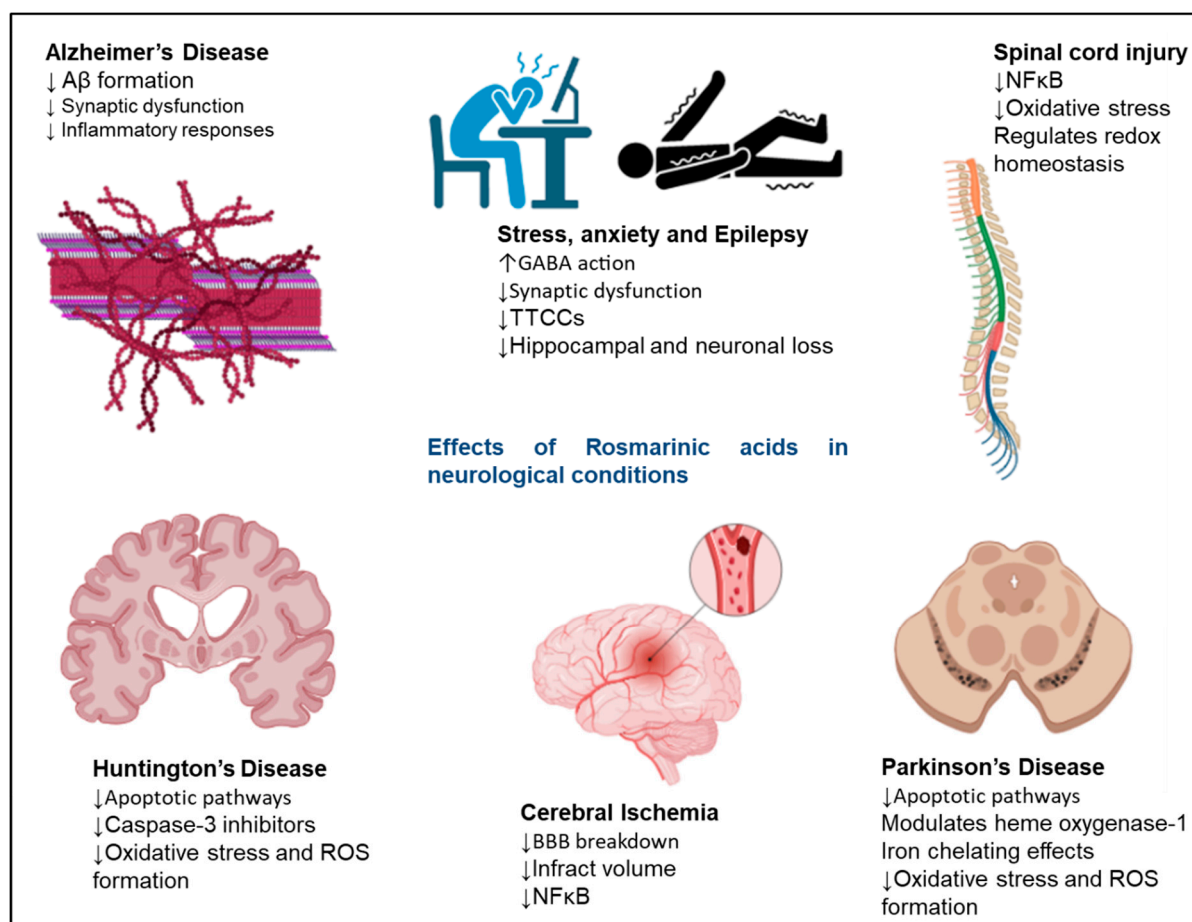 Alzheimer's Disease
↓ Aβ formation
↓ Synaptic dysfunction
↓ Inflammatory responses
Stress, anxiety and Epilepsy
↑GABA action
↓Synaptic dysfunction
↓TTCCs
↓Hippocampal and neuronal loss
Spinal cord injury
↓NFκB
↓Oxidative stress
Regulates redox
homeostasis
Effects of Rosmarinic acids in
neurological conditions
Huntington's Disease
↓Apoptotic pathways
↓Caspase-3 inhibitors
↓Oxidative stress and ROS
formation
Cerebral Ischemia
↓BBB breakdown
↓Infract volume
↓NFκB
Parkinson's Disease
↓Apoptotic pathways
Modulates heme oxygenase-1
Iron chelating effects
↓Oxidative stress and ROS
formation